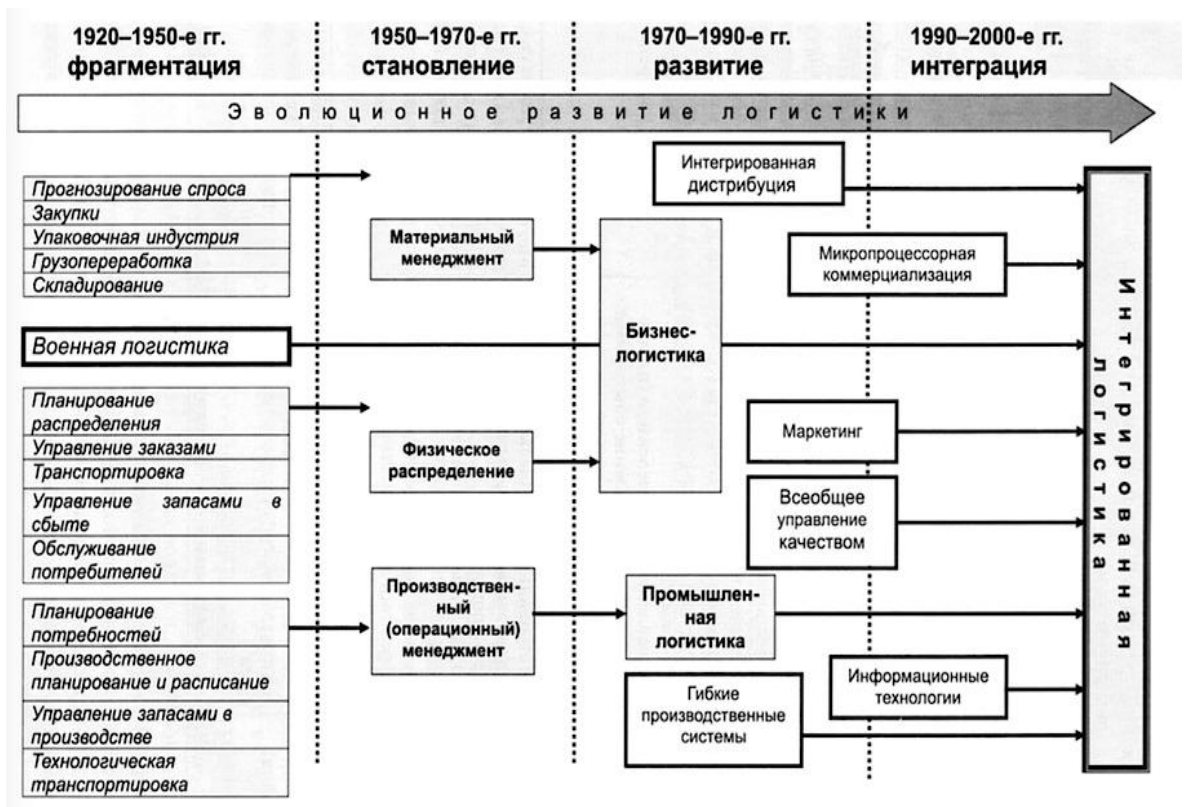 1920–1950-е гг.
фрагментация
1950–1970-е гг.
становление
1970–1990-е гг.
развитие
1990–2000-е гг.
интеграция
Эволюционное развитие логистики
Прогнозирование спроса
Закупки
Упаковочная индустрия
Грузопереработка
Складирование
Военная логистика
Планирование
распределения
Управление заказами
Транспортировка
Управление запасами в
сбыте
Обслуживание
потребителей
Планирование
потребностей
Производственное
планирование и расписание
Управление запасами в
производстве
Технологическая
транспортировка
Материальный
менеджмент
Физическое
распределение
Производствен-
ный
(операционный)
менеджмент
Бизнес-
логистика
Промышлен-
ная
логистика
Гибкие
производственные
системы
Интегрированная
дистрибуция
Микропроцессорная
коммерциализация
Маркетинг
Всеобщее
управление
качеством
Информационные
технологии
Интегрированная
логистика